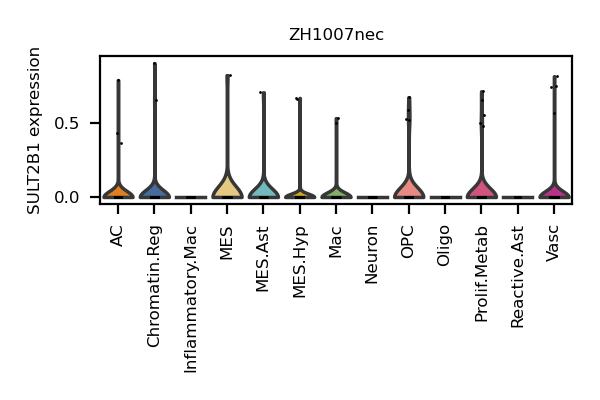 ZH1007nec
SULT2B1 expression
0.5
0.0
AC
Chromatin.Reg
Inflammatory.Mac
MES
MES.Ast
MES.Hyp
Mac
Neuron
OPC
Oligo
Prolif.Metab
Reactive.Ast
Vasc